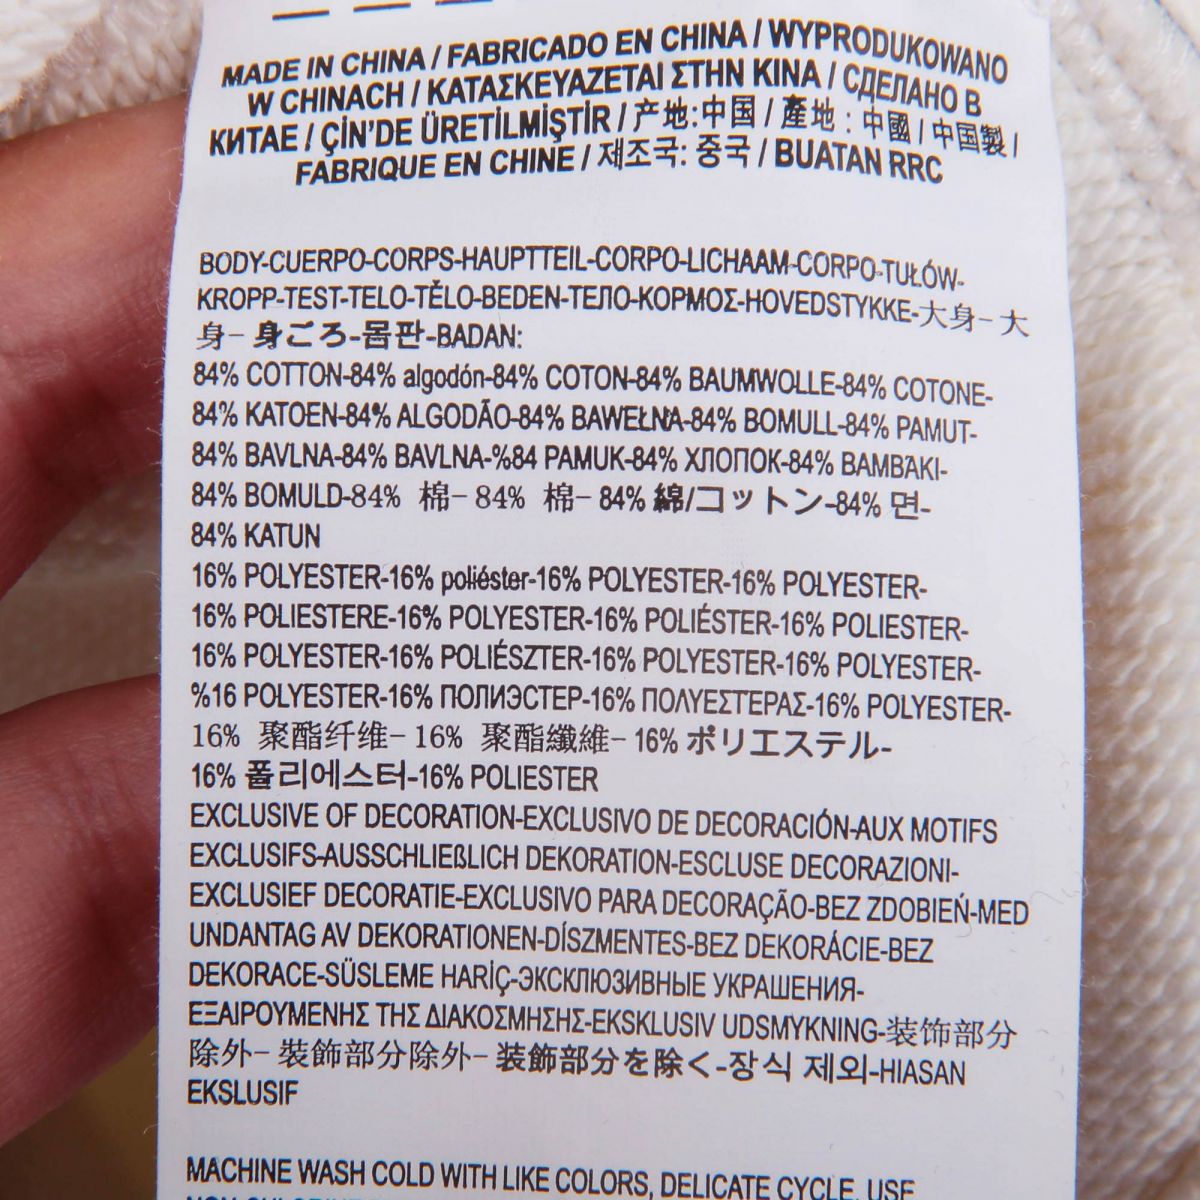 MADE IN CHINA / FABRICADO EN CHINA / WYPRODUKOWANO
W CHINACH / ΚΑΤΑΣΚΕΥΑΖΕΤΑΙ ΣΤΗΝ ΚΙΝΑ / СДЕЛАНО В
КИТАЕ / ÇİN'DE ÜRETİLMİŞTİR / 产地:中国 / 產地 : 中國 / 中国製 /
FABRIQUE EN CHINE / 제조국: 중국 / BUATAN RRC
BODY-CUERPO-CORPS-HAUPTTEIL-CORPO-LICHAAM-CORPO-TUŁÓW-
KROPP-TEST-TELO-TĚLO-BEDEN-ТЕЛО-ΚΟΡΜΟΣ-HOVEDSTYKKE-大身-大
身-身ごろ-몸판-BADAN:
84% COTTON-84% algodón-84% COTON-84% BAUMWOLLE-84% COTONE-
84% KATOEN-84% ALGODÃO-84% BAWEŁNA-84% BOMULL-84% PAMUT-
84% BAVLNA-84% BAVLNA-%84 PAMUK-84% ХЛОПОК-84% ΒΑΜΒΆΚΙ-
84% BOMULD-84% 棉-84% 棉-84% 綿/コットン-84% 면-
84% KATUN
16% POLYESTER-16% poliéster-16% POLYESTER-16% POLYESTER-
16% POLIESTERE-16% POLYESTER-16% POLIÉSTER-16% POLIESTER-
16% POLYESTER-16% POLIÉSZTER-16% POLYESTER-16% POLYESTER-
%16 POLYESTER-16% ПОЛИЭСТЕР-16% ΠΟΛΥΕΣΤΕΡΑΣ-16% POLYESTER-
16% 聚酯纤维-16% 聚酯纖維-16% ポリエステル-
16% 폴리에스터-16% POLIESTER
EXCLUSIVE OF DECORATION-EXCLUSIVO DE DECORACIÓN-AUX MOTIFS
EXCLUSIFS-AUSSCHLIEßLICH DEKORATION-ESCLUSE DECORAZIONI-
EXCLUSIEF DECORATIE-EXCLUSIVO PARA DECORAÇÃO-BEZ ZDOBIEŃ-MED
UNDANTAG AV DEKORATIONEN-DÍSZMENTES-BEZ DEKORÁCIE-BEZ
DEKORACE-SÜSLEME HARİÇ-ЭКСКЛЮЗИВНЫЕ УКРАШЕНИЯ-
ΕΞΑΙΡΟΥΜΕΝΗΣ ΤΗΣ ΔΙΑΚΟΣΜΗΣΗΣ-EKSKLUSIV UDSMYKNING-装饰部分
除外-裝飾部分除外-装飾部分を除く-장식 제외-HIASAN
EKSLUSIF
MACHINE WASH COLD WITH LIKE COLORS, DELICATE CYCLE. USE